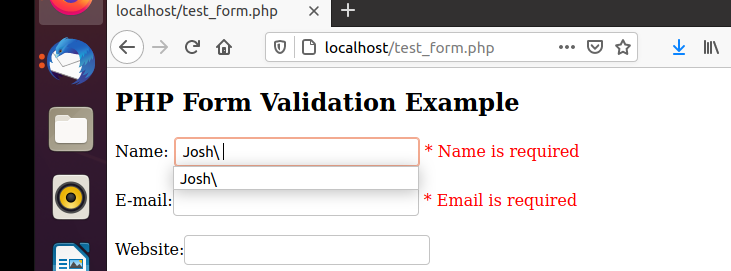 localhost/test_form.php
localhost/test_form.php
PHP Form Validation Example
Name: Josh\ * Name is required
Josh\
E-mail: * Email is required
Website: